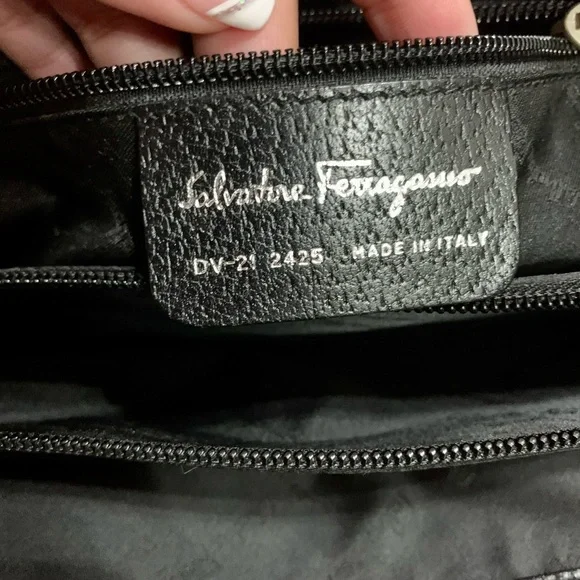 Salvatore Ferragamo
DV-21 2425 MADE IN ITALY